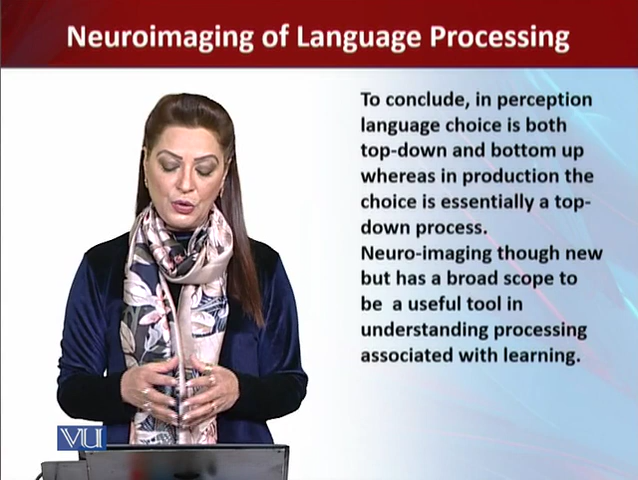 Neuroimaging of Language Processing
To conclude, in perception
language choice is both
top-down and bottom up
whereas in production the
choice is essentially a top-
down process.
Neuro-imaging though new
but has a broad scope to
be  a useful tool in
understanding processing
associated with learning.
VU